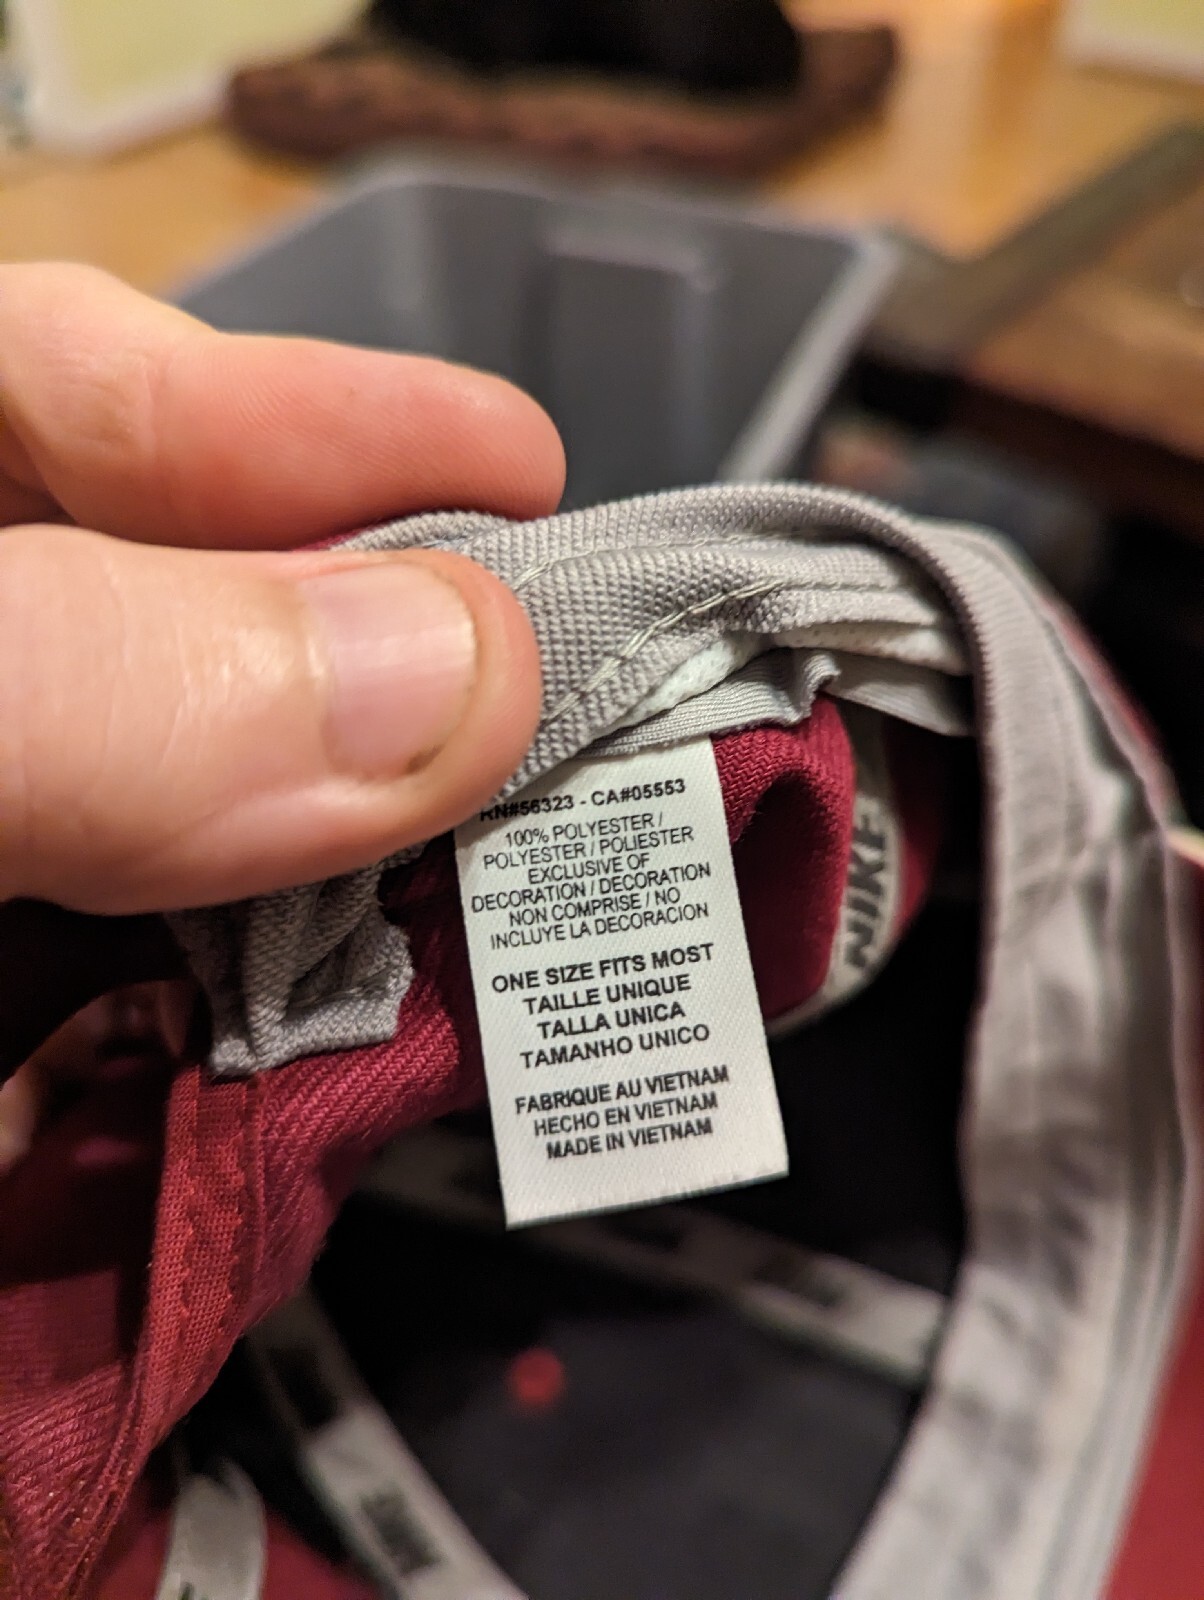 RN#56323 - CA#05553
100% POLYESTER /
POLYESTER / POLIESTER
EXCLUSIVE OF
DECORATION / DECORATION
NON COMPRISE / NO
INCLUYE LA DECORACION
ONE SIZE FITS MOST
TAILLE UNIQUE
TALLA UNICA
TAMANHO UNICO
FABRIQUE AU VIETNAM
HECHO EN VIETNAM
MADE IN VIETNAM
NIKE